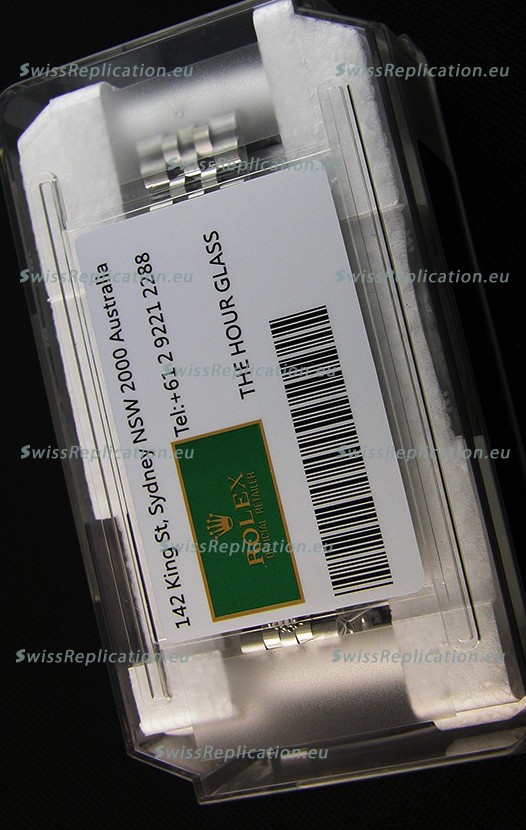 THE HOUR GLASS
Tel:+61 2 9221 2288
142 King St, Sydney NSW 2000 Australia
ROLEX
OFFICIAL RETAILER
SwissReplication.eu
SwissReplication.eu
SwissReplication.eu
SwissReplication.eu
SwissReplication.eu
SwissReplication.eu
SwissReplication.eu
SwissReplication.eu
SwissReplication.eu
SwissReplication.eu
SwissReplication.eu
SwissReplication.eu